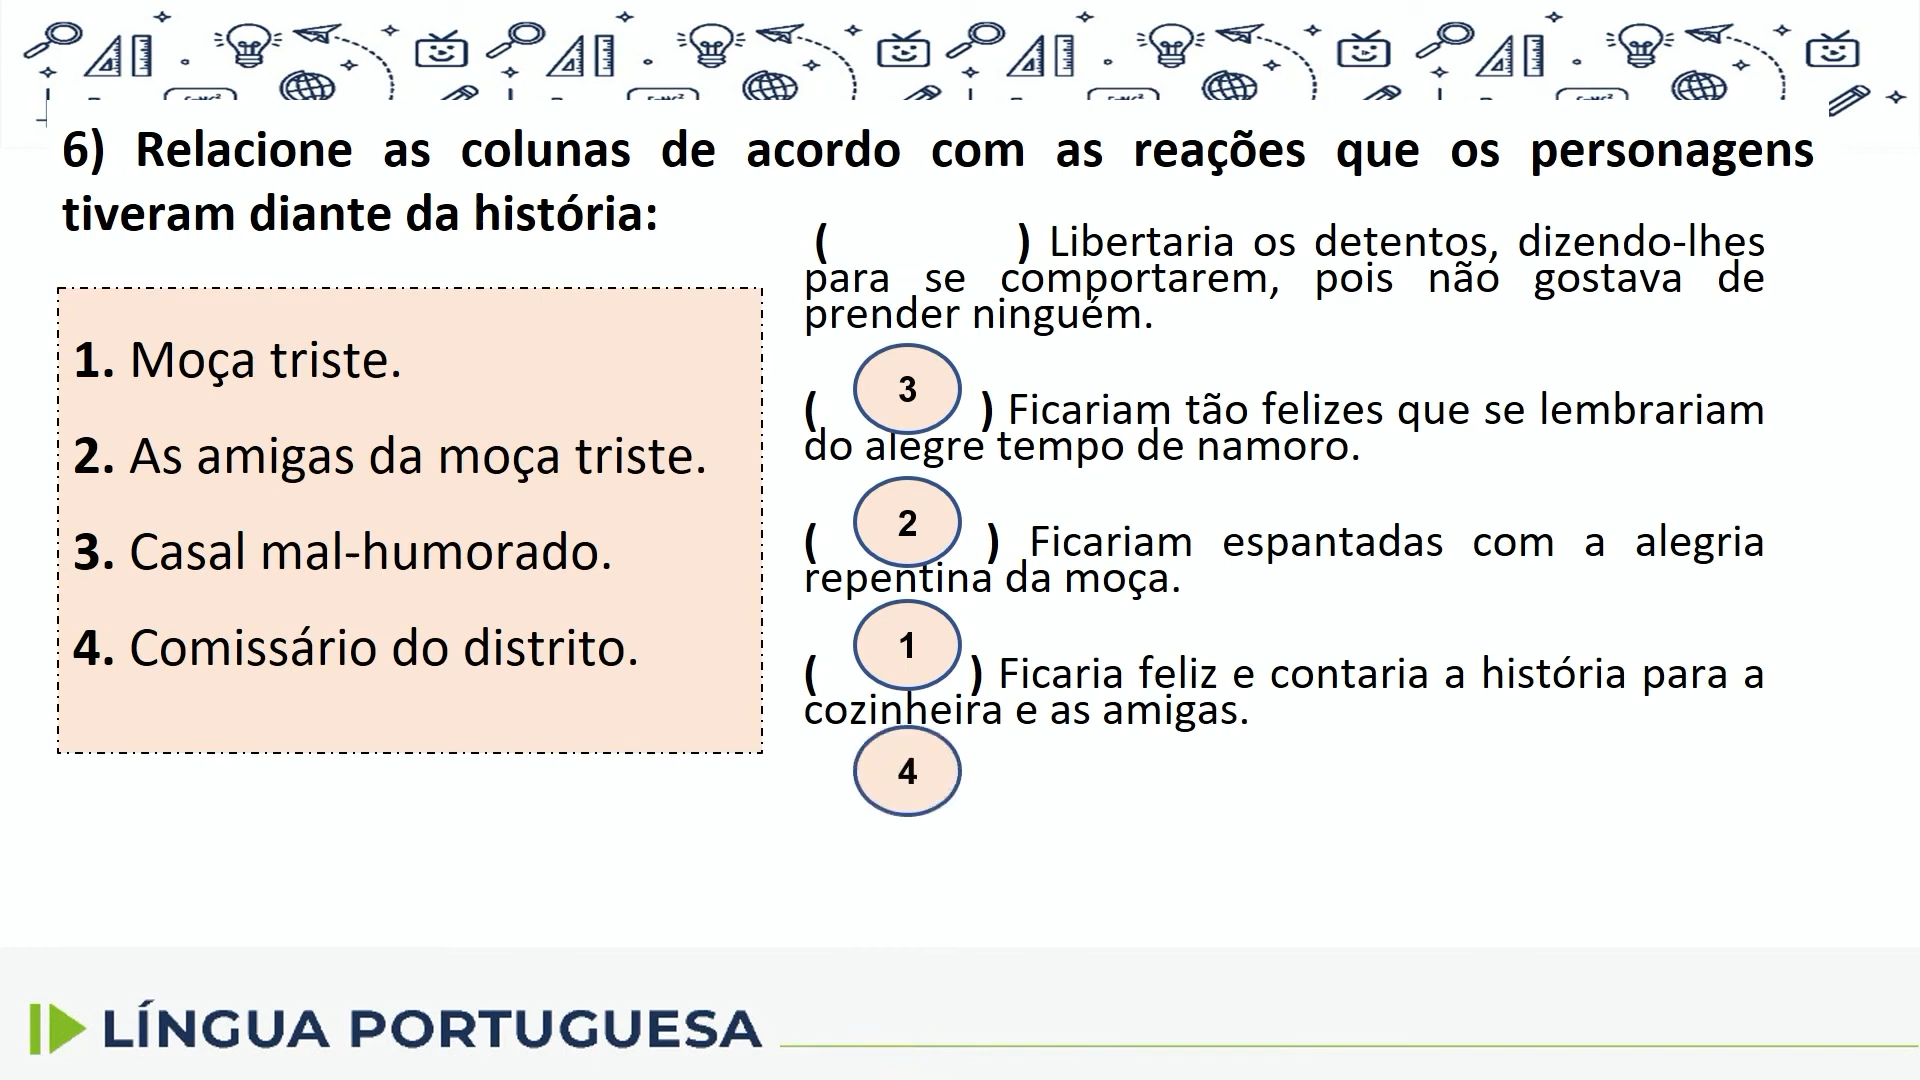 6) Relacione as colunas de acordo com as reações que os personagens
tiveram diante da história:
1. Moça triste.
2. As amigas da moça triste.
3. Casal mal-humorado.
4. Comissário do distrito.
( ) Libertaria os detentos, dizendo-lhes
para se comportarem, pois não gostava de
prender ninguém.
3
( ) Ficariam tão felizes que se lembrariam
do alegre tempo de namoro.
2
( ) Ficariam espantadas com a alegria
repentina da moça.
1
( ) Ficaria feliz e contaria a história para a
cozinheira e as amigas.
4
LÍNGUA PORTUGUESA